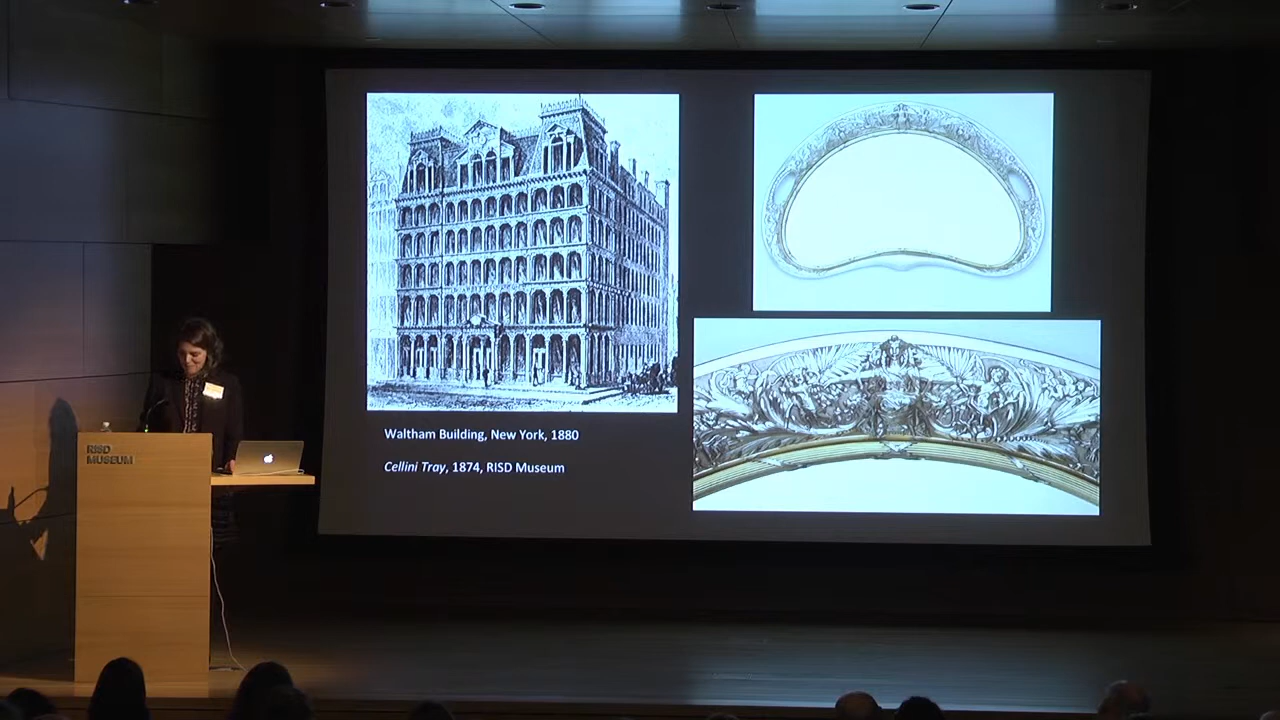 RISD
MUSEUM
Waltham Building, New York, 1880
Cellini Tray, 1874, RISD Museum